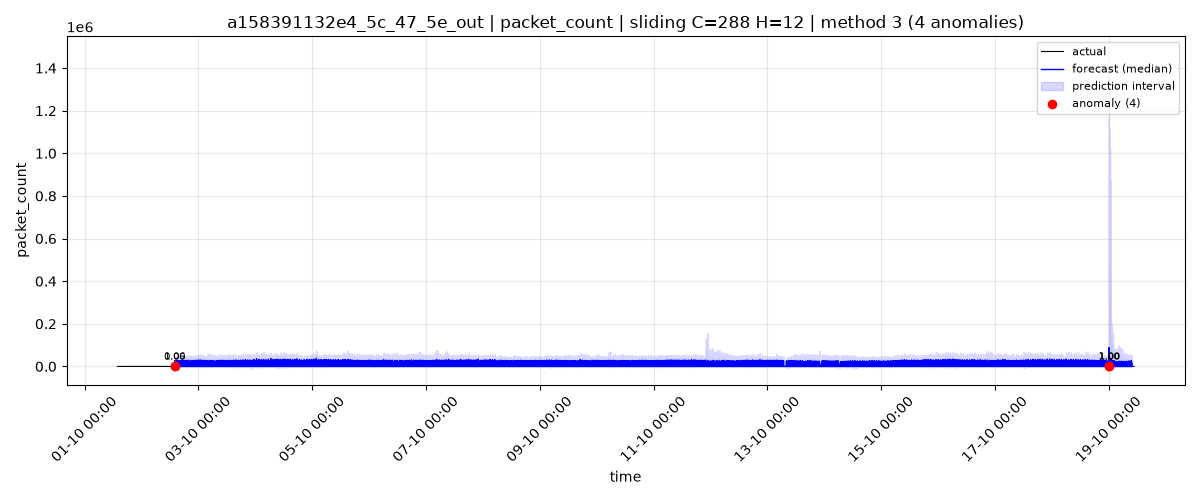 a158391132e4_5c_47_5e_out | packet_count | sliding C=288 H=12 | method 3 (4 anomalies)
1e6
actual
forecast (median)
prediction interval
anomaly (4)
1.4
1.2
1.0
0.8
0.6
0.4
0.2
0.0
packet_count
1.00
01-10 00:00
03-10 00:00
05-10 00:00
07-10 00:00
09-10 00:00
11-10 00:00
13-10 00:00
15-10 00:00
17-10 00:00
19-10 00:00
time